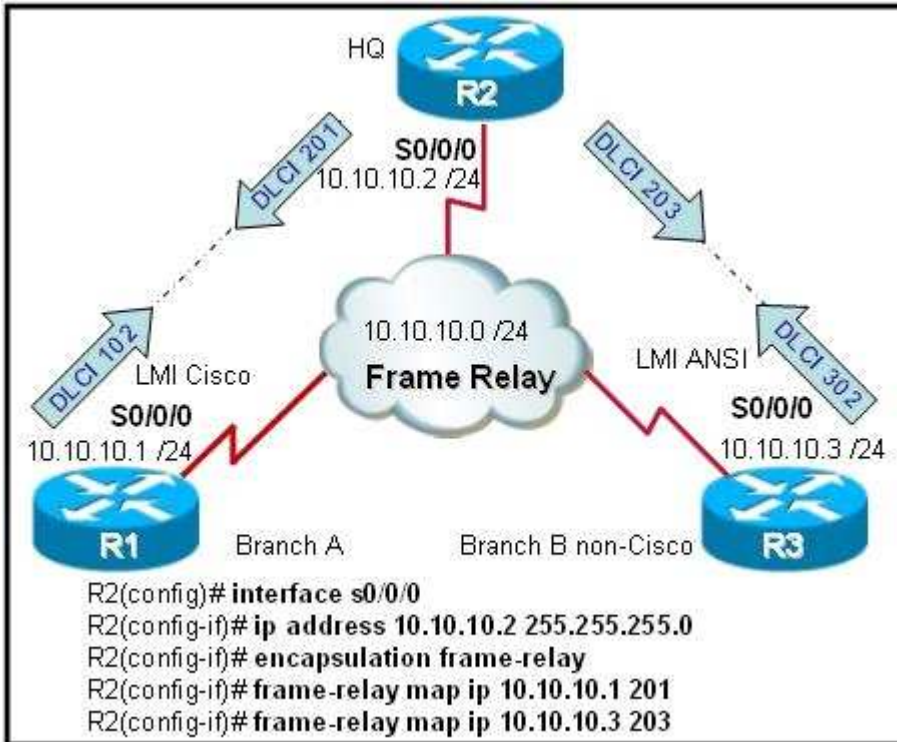 HQ
R2
DLCI 201
S0/0/0
10.10.10.2 /24
DLCI 203
10.10.10.0 /24
Frame Relay
DLCI 102
LMI Cisco
LMI ANSI
DLCI 302
S0/0/0
10.10.10.1 /24
S0/0/0
10.10.10.3 /24
R1
Branch A
Branch B non-Cisco
R3
R2(config)# interface s0/0/0
R2(config-if)# ip address 10.10.10.2 255.255.255.0
R2(config-if)# encapsulation frame-relay
R2(config-if)# frame-relay map ip 10.10.10.1 201
R2(config-if)# frame-relay map ip 10.10.10.3 203